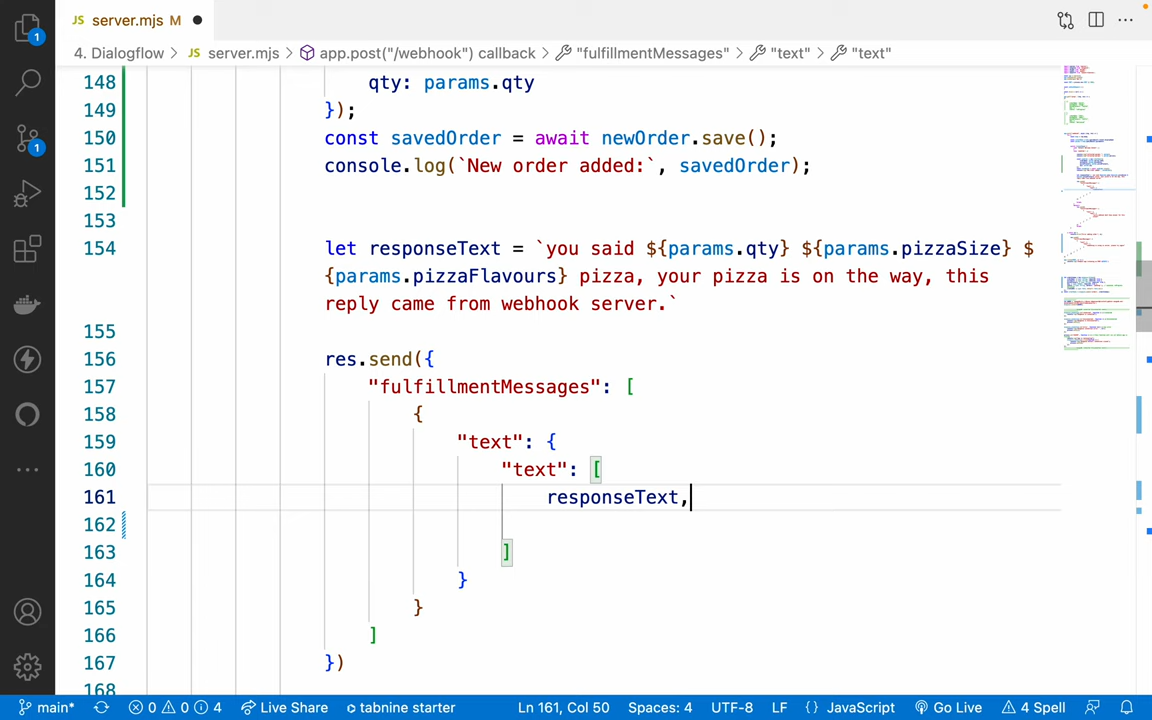 JS server.mjs M
4. Dialogflow > JS server.mjs > app.post("/webhook") callback > "fulfillmentMessages" > "text" > "text"
148 qty: params.qty
149 });
150 const savedOrder = await newOrder.save();
151 console.log(`New order added:`, savedOrder);
152
153
154 let responseText = `you said ${params.qty} ${params.pizzaSize} $
{params.pizzaFlavours} pizza, your pizza is on the way, this
reply came from webhook server.`
155
156 res.send({
157 "fulfillmentMessages": [
158 {
159 "text": {
160 "text": [
161 responseText,
162
163 ]
164 }
165 }
166 ]
167 })
168
1
1
main* 0 0 4 Live Share tabnine starter Ln 161, Col 50 Spaces: 4 UTF-8 LF {} JavaScript Go Live 4 Spell